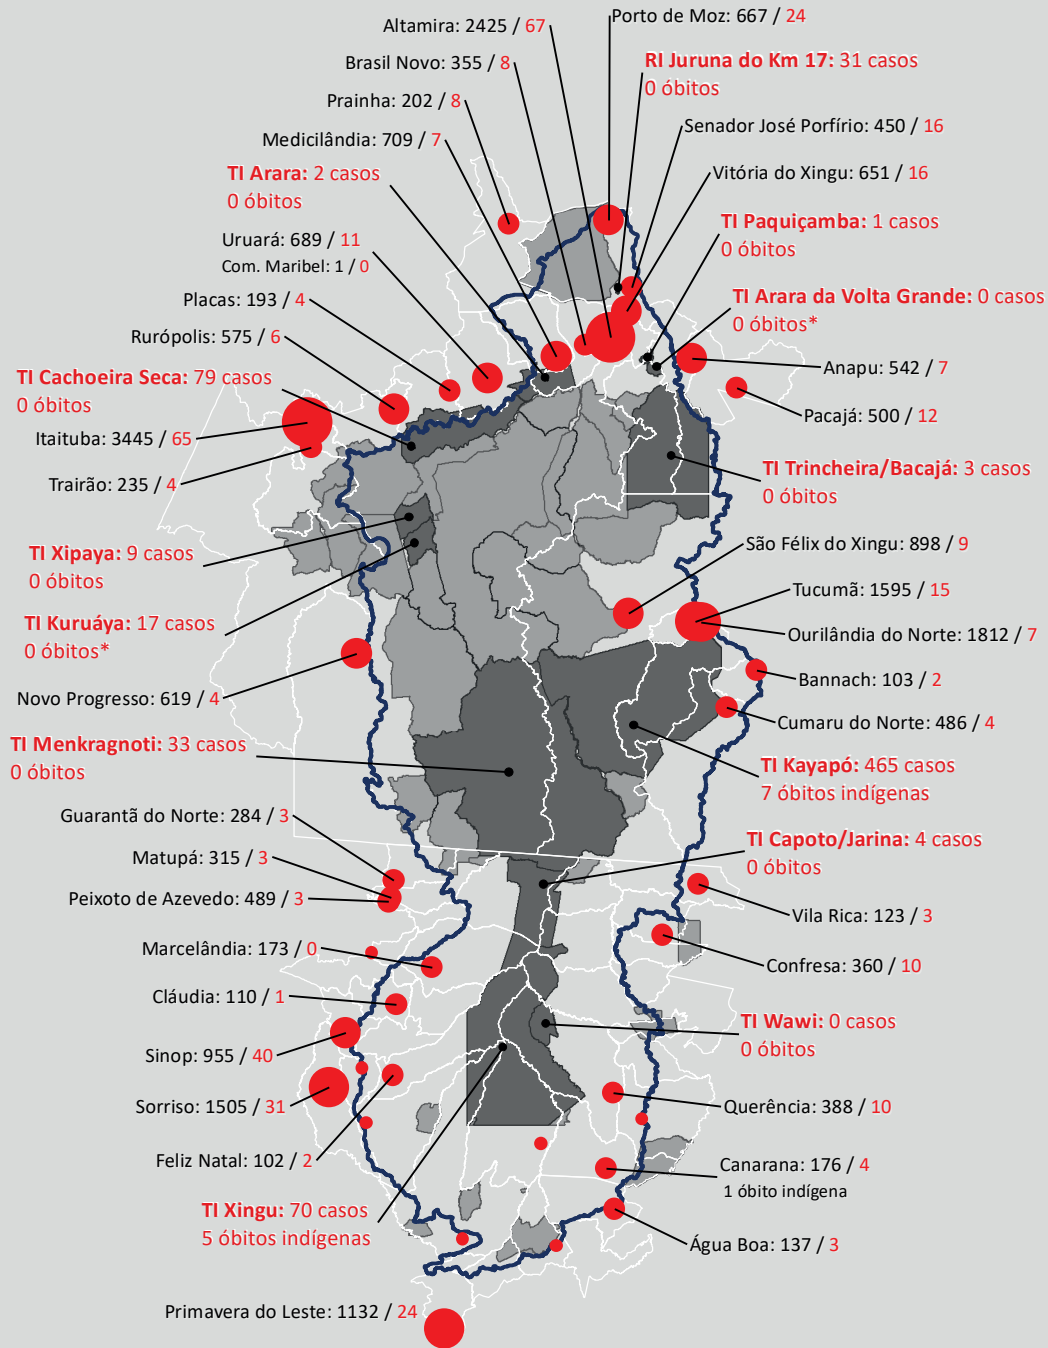 Altamira: 2425 / 67
Porto de Moz: 667 / 24
Brasil Novo: 355 / 8
RI Juruna do Km 17: 31 casos
0 óbitos
Prainha: 202 / 8
Senador José Porfírio: 450 / 16
Medicilândia: 709 / 7
TI Arara: 2 casos
0 óbitos
Vitória do Xingu: 651 / 16
TI Paquiçamba: 1 casos
0 óbitos
Uruará: 689 / 11
Com. Maribel: 1 / 0
Placas: 193 / 4
TI Arara da Volta Grande: 0 casos
0 óbitos*
Rurópolis: 575 / 6
Anapu: 542 / 7
TI Cachoeira Seca: 79 casos
0 óbitos
Pacajá: 500 / 12
Itaituba: 3445 / 65
TI Trincheira/Bacajá: 3 casos
0 óbitos
Trairão: 235 / 4
TI Xipaya: 9 casos
0 óbitos
São Félix do Xingu: 898 / 9
Tucumã: 1595 / 15
TI Kuruáya: 17 casos
0 óbitos*
Ourilândia do Norte: 1812 / 7
Bannach: 103 / 2
Novo Progresso: 619 / 4
Cumaru do Norte: 486 / 4
TI Menkragnoti: 33 casos
0 óbitos
TI Kayapó: 465 casos
7 óbitos indígenas
Guarantã do Norte: 284 / 3
TI Capoto/Jarina: 4 casos
0 óbitos
Matupá: 315 / 3
Peixoto de Azevedo: 489 / 3
Vila Rica: 123 / 3
Marcelândia: 173 / 0
Confresa: 360 / 10
Cláudia: 110 / 1
TI Wawi: 0 casos
0 óbitos
Sinop: 955 / 40
Sorriso: 1505 / 31
Querência: 388 / 10
Feliz Natal: 102 / 2
Canarana: 176 / 4
1 óbito indígena
TI Xingu: 70 casos
5 óbitos indígenas
Água Boa: 137 / 3
Primavera do Leste: 1132 / 24